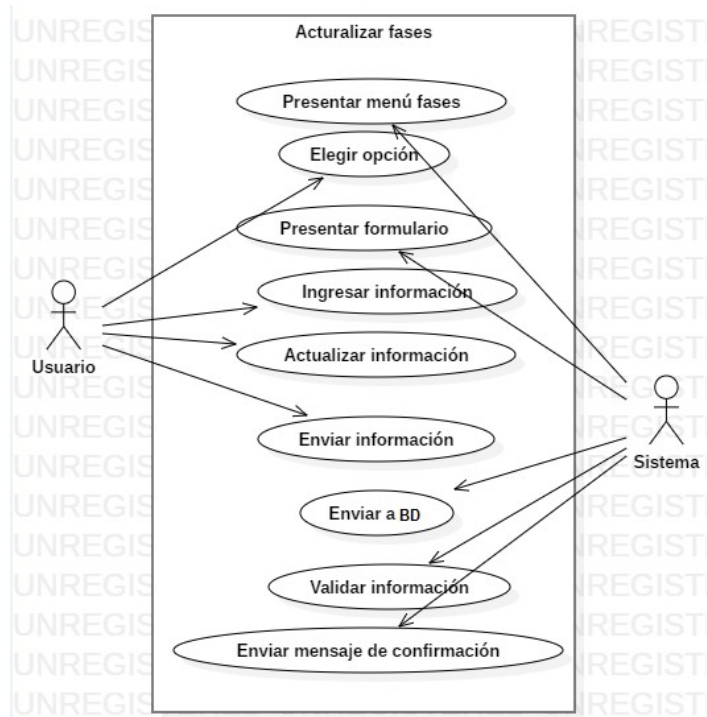 Acturalizar fases
Presentar menú fases
Elegir opción
Presentar formulario
Ingresar información
Actualizar información
Usuario
Enviar información
Sistema
Enviar a BD
Validar información
Enviar mensaje de confirmación